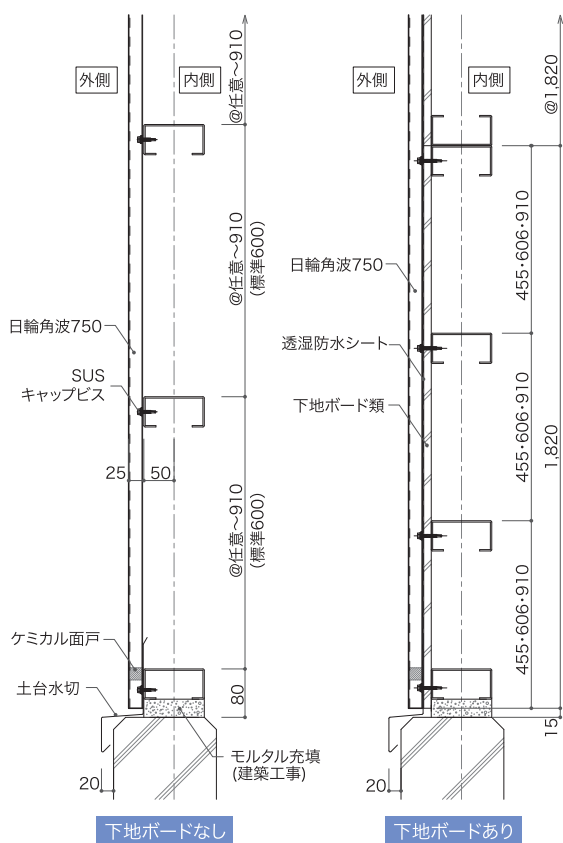 @任意～910
外側
内側
@任意～910
(標準600)
日輪角波750
SUS
キャップビス
25
50
@任意～910
(標準600)
ケミカル面戸
土台水切
80
モルタル充填
(建築工事)
20
下地ボードなし
@1,820
外側
内側
455・606・910
日輪角波750
透湿防水シート
下地ボード類
455・606・910
1,820
455・606・910
15
20
下地ボードあり